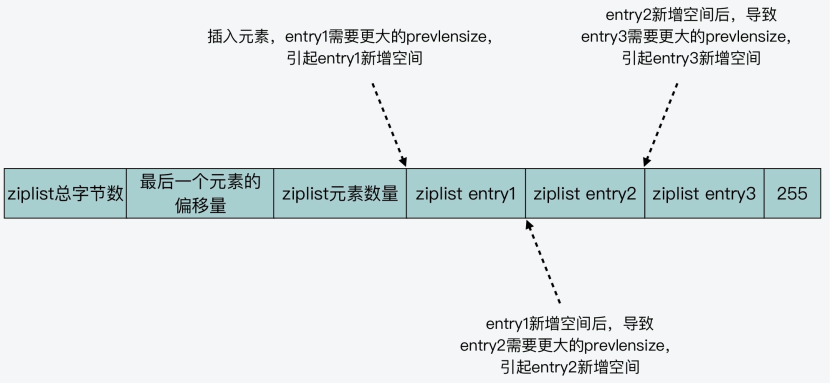 插入元素，entry1需要更大的prevlensize，
引起entry1新增空间
entry2新增空间后，导致
entry3需要更大的prevlensize，
引起entry3新增空间
ziplist总字节数
最后一个元素的
偏移量
ziplist元素数量
ziplist entry1
ziplist entry2
ziplist entry3
255
entry1新增空间后，导致
entry2需要更大的prevlensize，
引起entry2新增空间